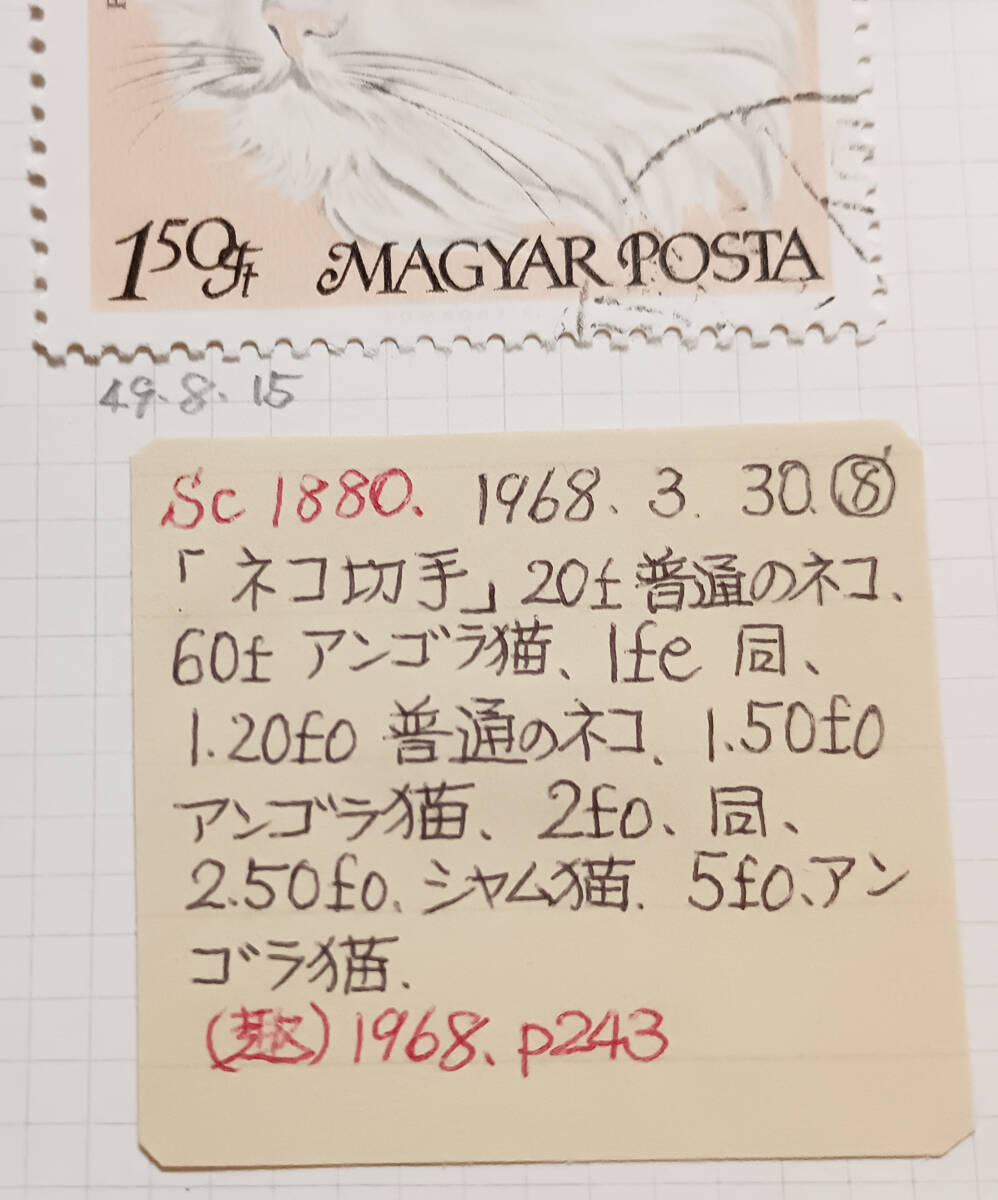 1 50 Ft MAGYAR POSTA
49.8.15
Sc 1880. 1968. 3. 30. ⑧
「ネコ切手」20f 普通のネコ、
60f アンゴラ猫、1fe 同、
1.20fo 普通のネコ、1.50fo
アンゴラ猫、2fo、同、
2.50fo、シャム猫. 5fo、アン
ゴラ猫.
(趣) 1968、p243